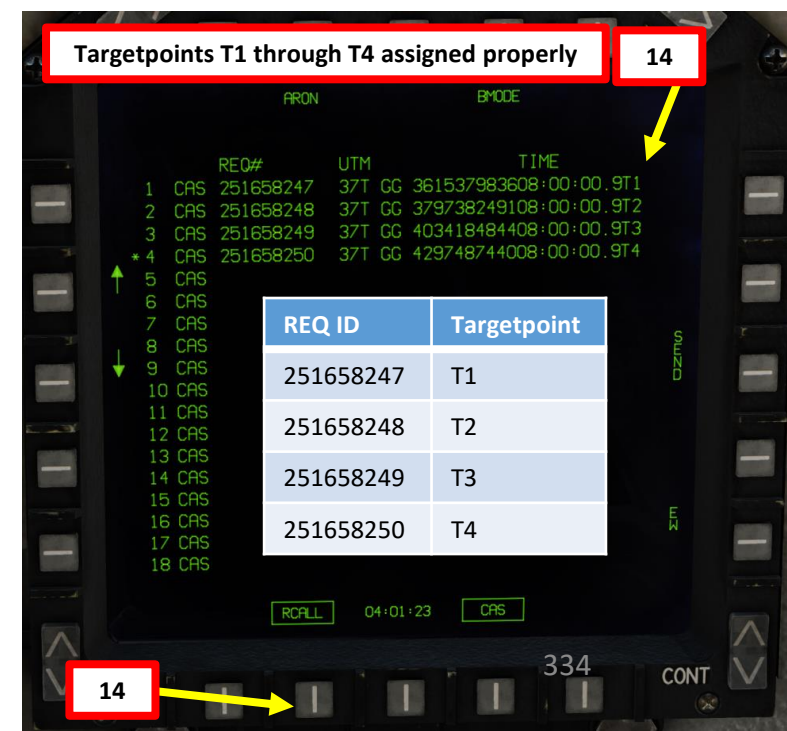 Targetpoints T1 through T4 assigned properly
14
ARON BMODE
REQ# UTM TIME
1 CAS 251658247 37T GG 361537983608:00:00.9T1
2 CAS 251658248 37T GG 379738249108:00:00.9T2
3 CAS 251658249 37T GG 403418484408:00:00.9T3
*4 CAS 251658250 37T GG 429748744008:00:00.9T4
5 CAS
6 CAS
7 CAS
8 CAS
9 CAS
10 CAS
11 CAS
12 CAS
13 CAS
14 CAS
15 CAS
16 CAS
17 CAS
18 CAS
REQ ID Targetpoint
251658247 T1
251658248 T2
251658249 T3
251658250 T4
SEND
EW
RCALL 04:01:23 CAS
334
CONT
14